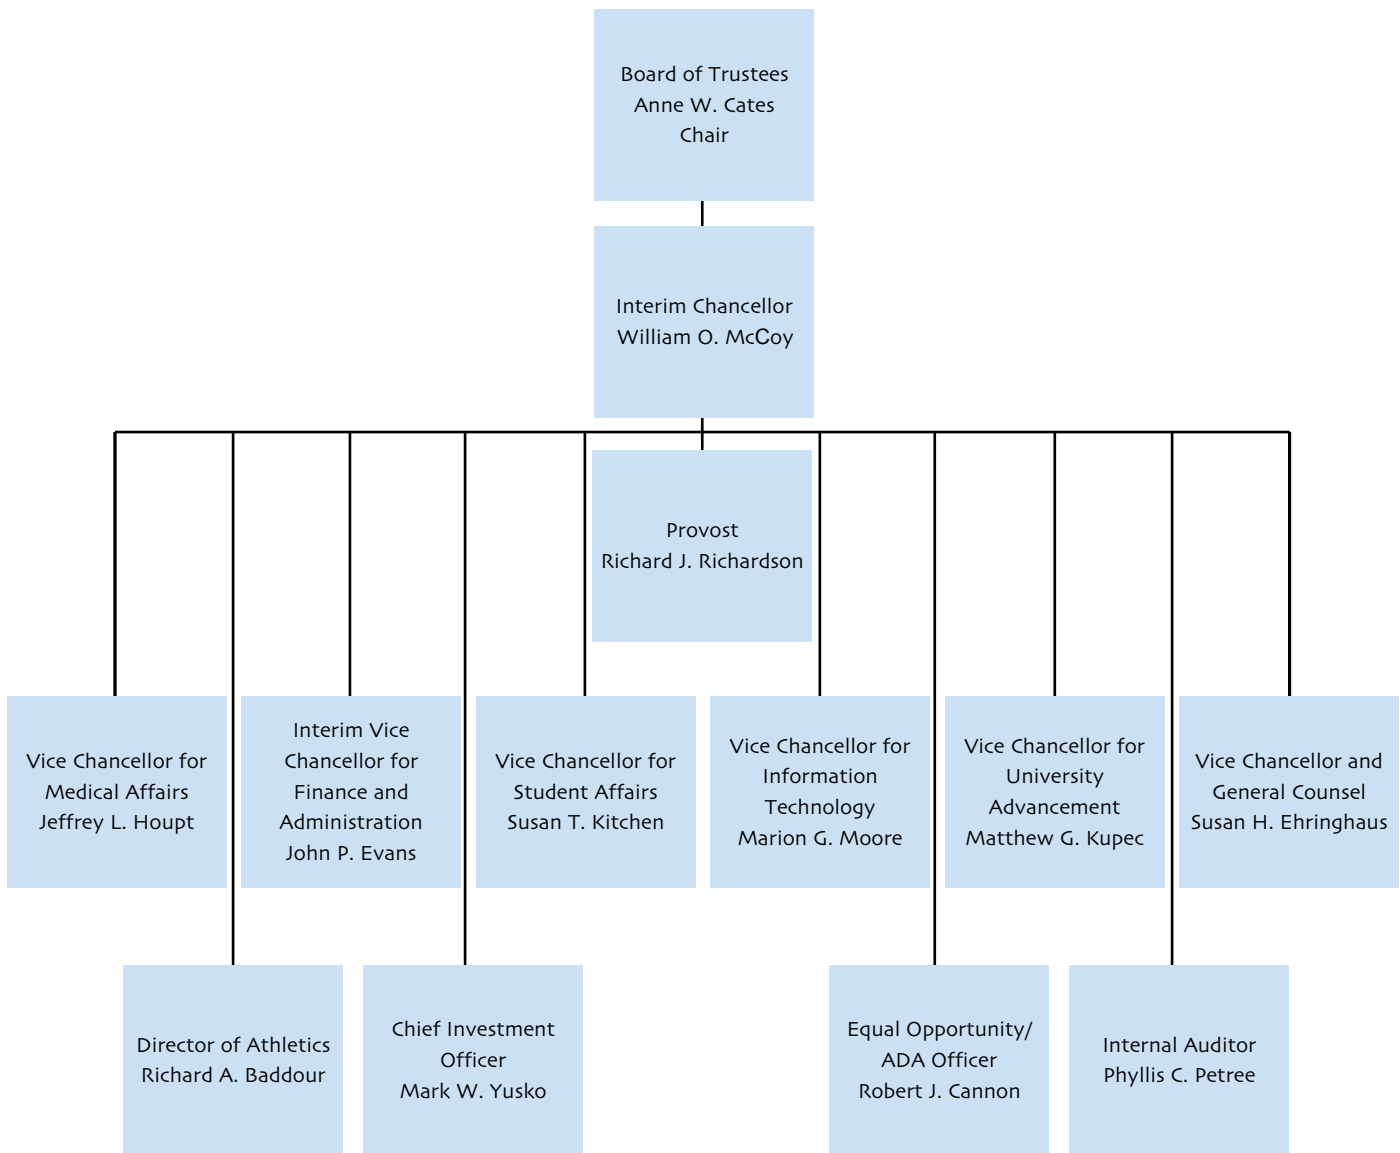 Board of Trustees
Anne W. Cates
Chair
Interim Chancellor
William O. McCoy
Provost
Richard J. Richardson
Vice Chancellor for
Medical Affairs
Jeffrey L. Houpt
Interim Vice
Chancellor for
Finance and
Administration
John P. Evans
Vice Chancellor for
Student Affairs
Susan T. Kitchen
Vice Chancellor for
Information
Technology
Marion G. Moore
Vice Chancellor for
University
Advancement
Matthew G. Kupec
Vice Chancellor and
General Counsel
Susan H. Ehringhaus
Director of Athletics
Richard A. Baddour
Chief Investment
Officer
Mark W. Yusko
Equal Opportunity/
ADA Officer
Robert J. Cannon
Internal Auditor
Phyllis C. Petree